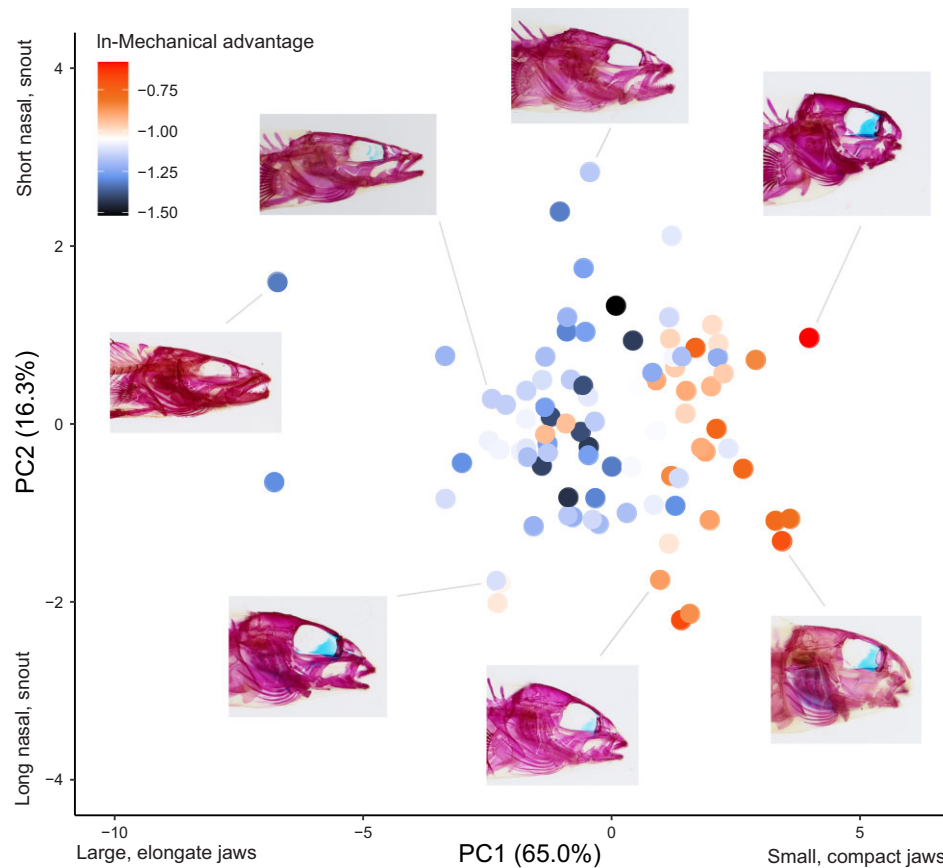 ln-Mechanical advantage
−0.75
−1.00
−1.25
−1.50
Short nasal, snout
Long nasal, snout
PC2 (16.3%)
4
2
0
−2
−4
−10
−5
0
5
Large, elongate jaws
PC1 (65.0%)
Small, compact jaws